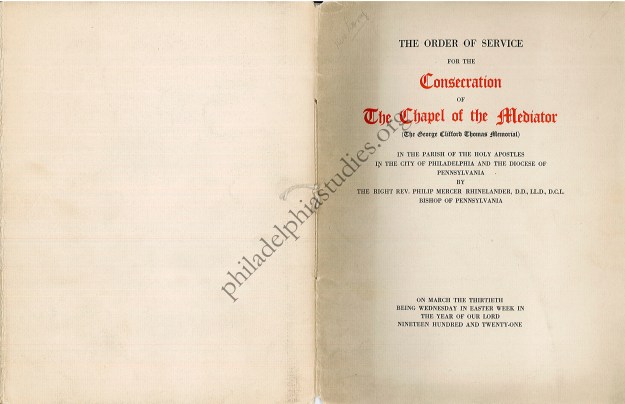 THE ORDER OF SERVICE
FOR THE
Consecration
OF
The Chapel of the Mediator
(The George Clifford Thomas Memorial)
IN THE PARISH OF THE HOLY APOSTLES
IN THE CITY OF PHILADELPHIA AND THE DIOCESE OF
PENNSYLVANIA
BY
THE RIGHT REV. PHILIP MERCER RHINELANDER, D.D., LL.D., D.C.L.
BISHOP OF PENNSYLVANIA
ON MARCH THE THIRTIETH
BEING WEDNESDAY IN EASTER WEEK IN
THE YEAR OF OUR LORD
NINETEEN HUNDRED AND TWENTY-ONE
philadelphiastudies.org